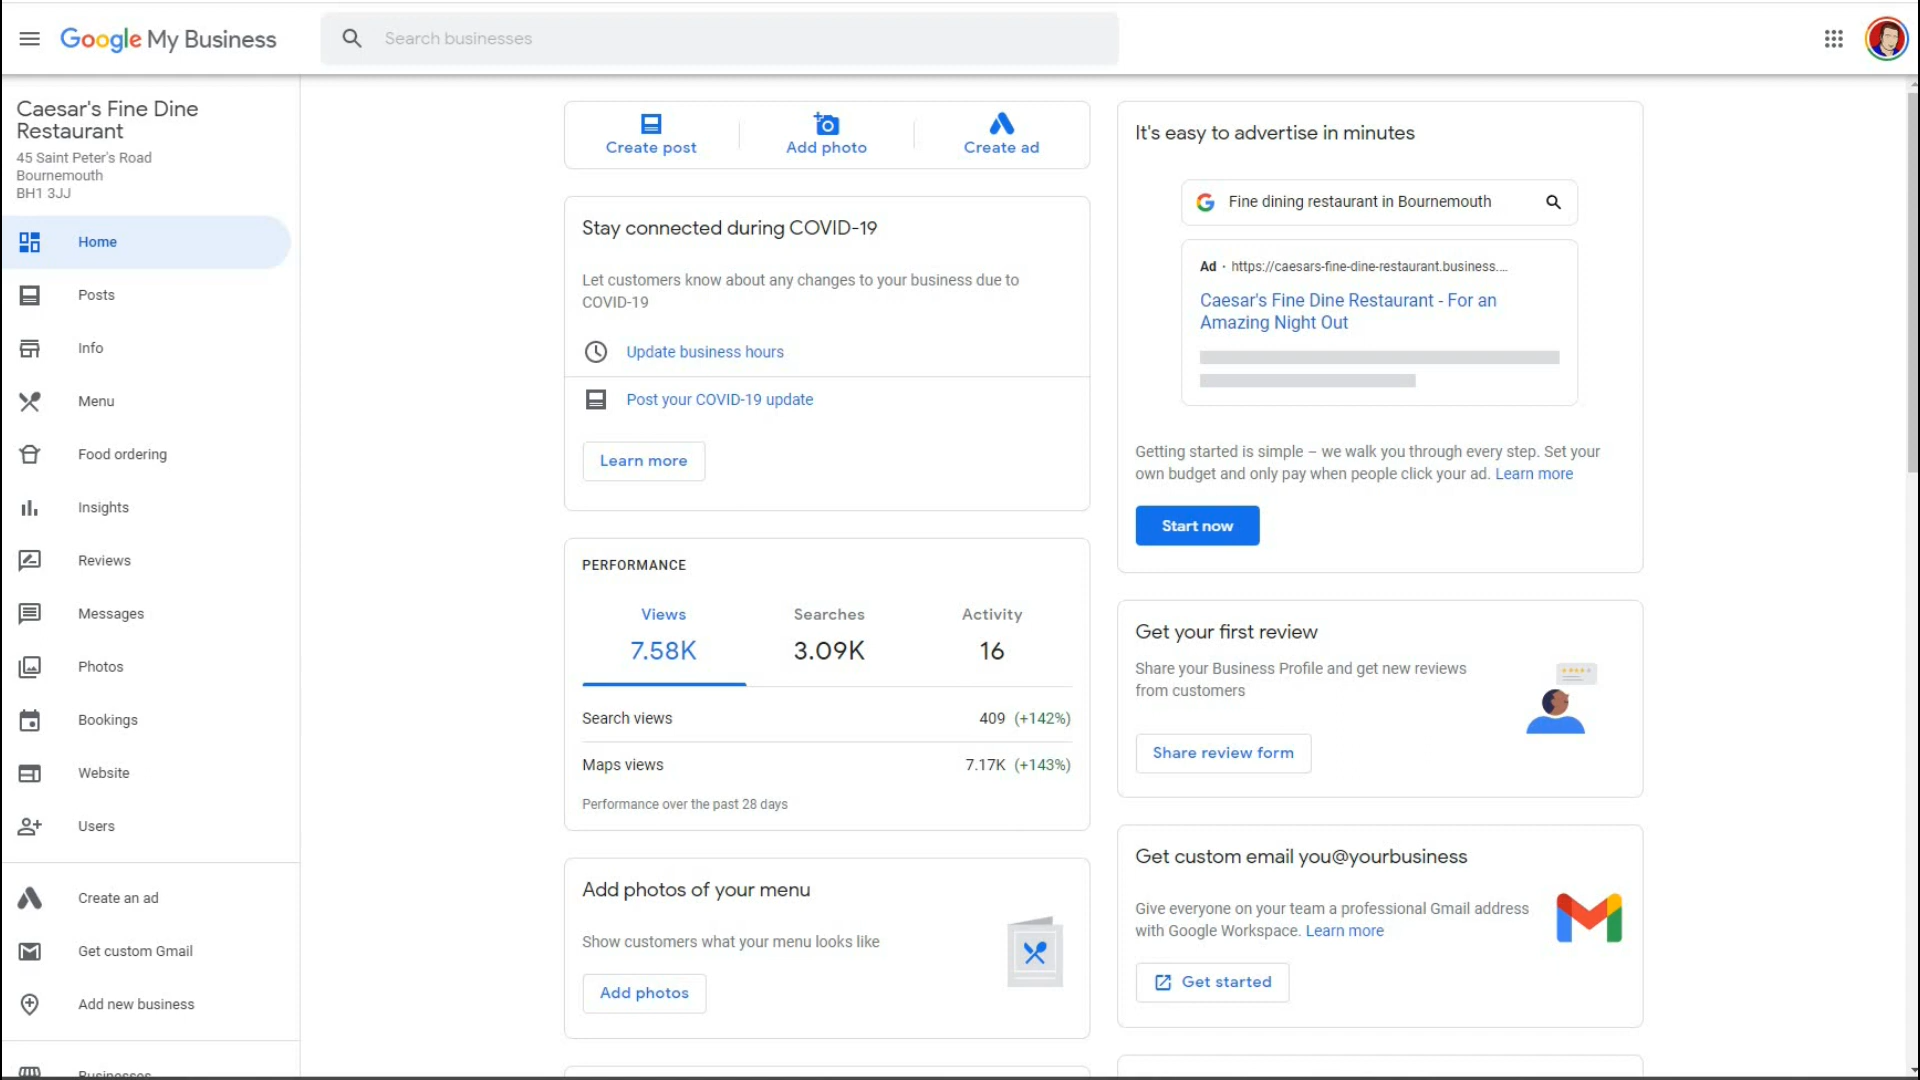 Google My Business
Search businesses
Caesar's Fine Dine
Restaurant
45 Saint Peter's Road
Bournemouth
BH1 3JJ
Home
Posts
Info
Menu
Food ordering
Insights
Reviews
Messages
Photos
Bookings
Website
Users
Create an ad
Get custom Gmail
Add new business
Businesses
Create post
Add photo
Create ad
Stay connected during COVID-19
Let customers know about any changes to your business due to
COVID-19
Update business hours
Post your COVID-19 update
Learn more
PERFORMANCE
Views Searches Activity
7.58K 3.09K 16
Search views 409 (+142%)
Maps views 7.17K (+143%)
Performance over the past 28 days
Add photos of your menu
Show customers what your menu looks like
Add photos
It's easy to advertise in minutes
Fine dining restaurant in Bournemouth
Ad · https://caesars-fine-dine-restaurant.business....
Caesar's Fine Dine Restaurant - For an
Amazing Night Out
Getting started is simple – we walk you through every step. Set your
own budget and only pay when people click your ad. Learn more
Start now
Get your first review
Share your Business Profile and get new reviews
from customers
Share review form
Get custom email you@yourbusiness
Give everyone on your team a professional Gmail address
with Google Workspace. Learn more
Get started